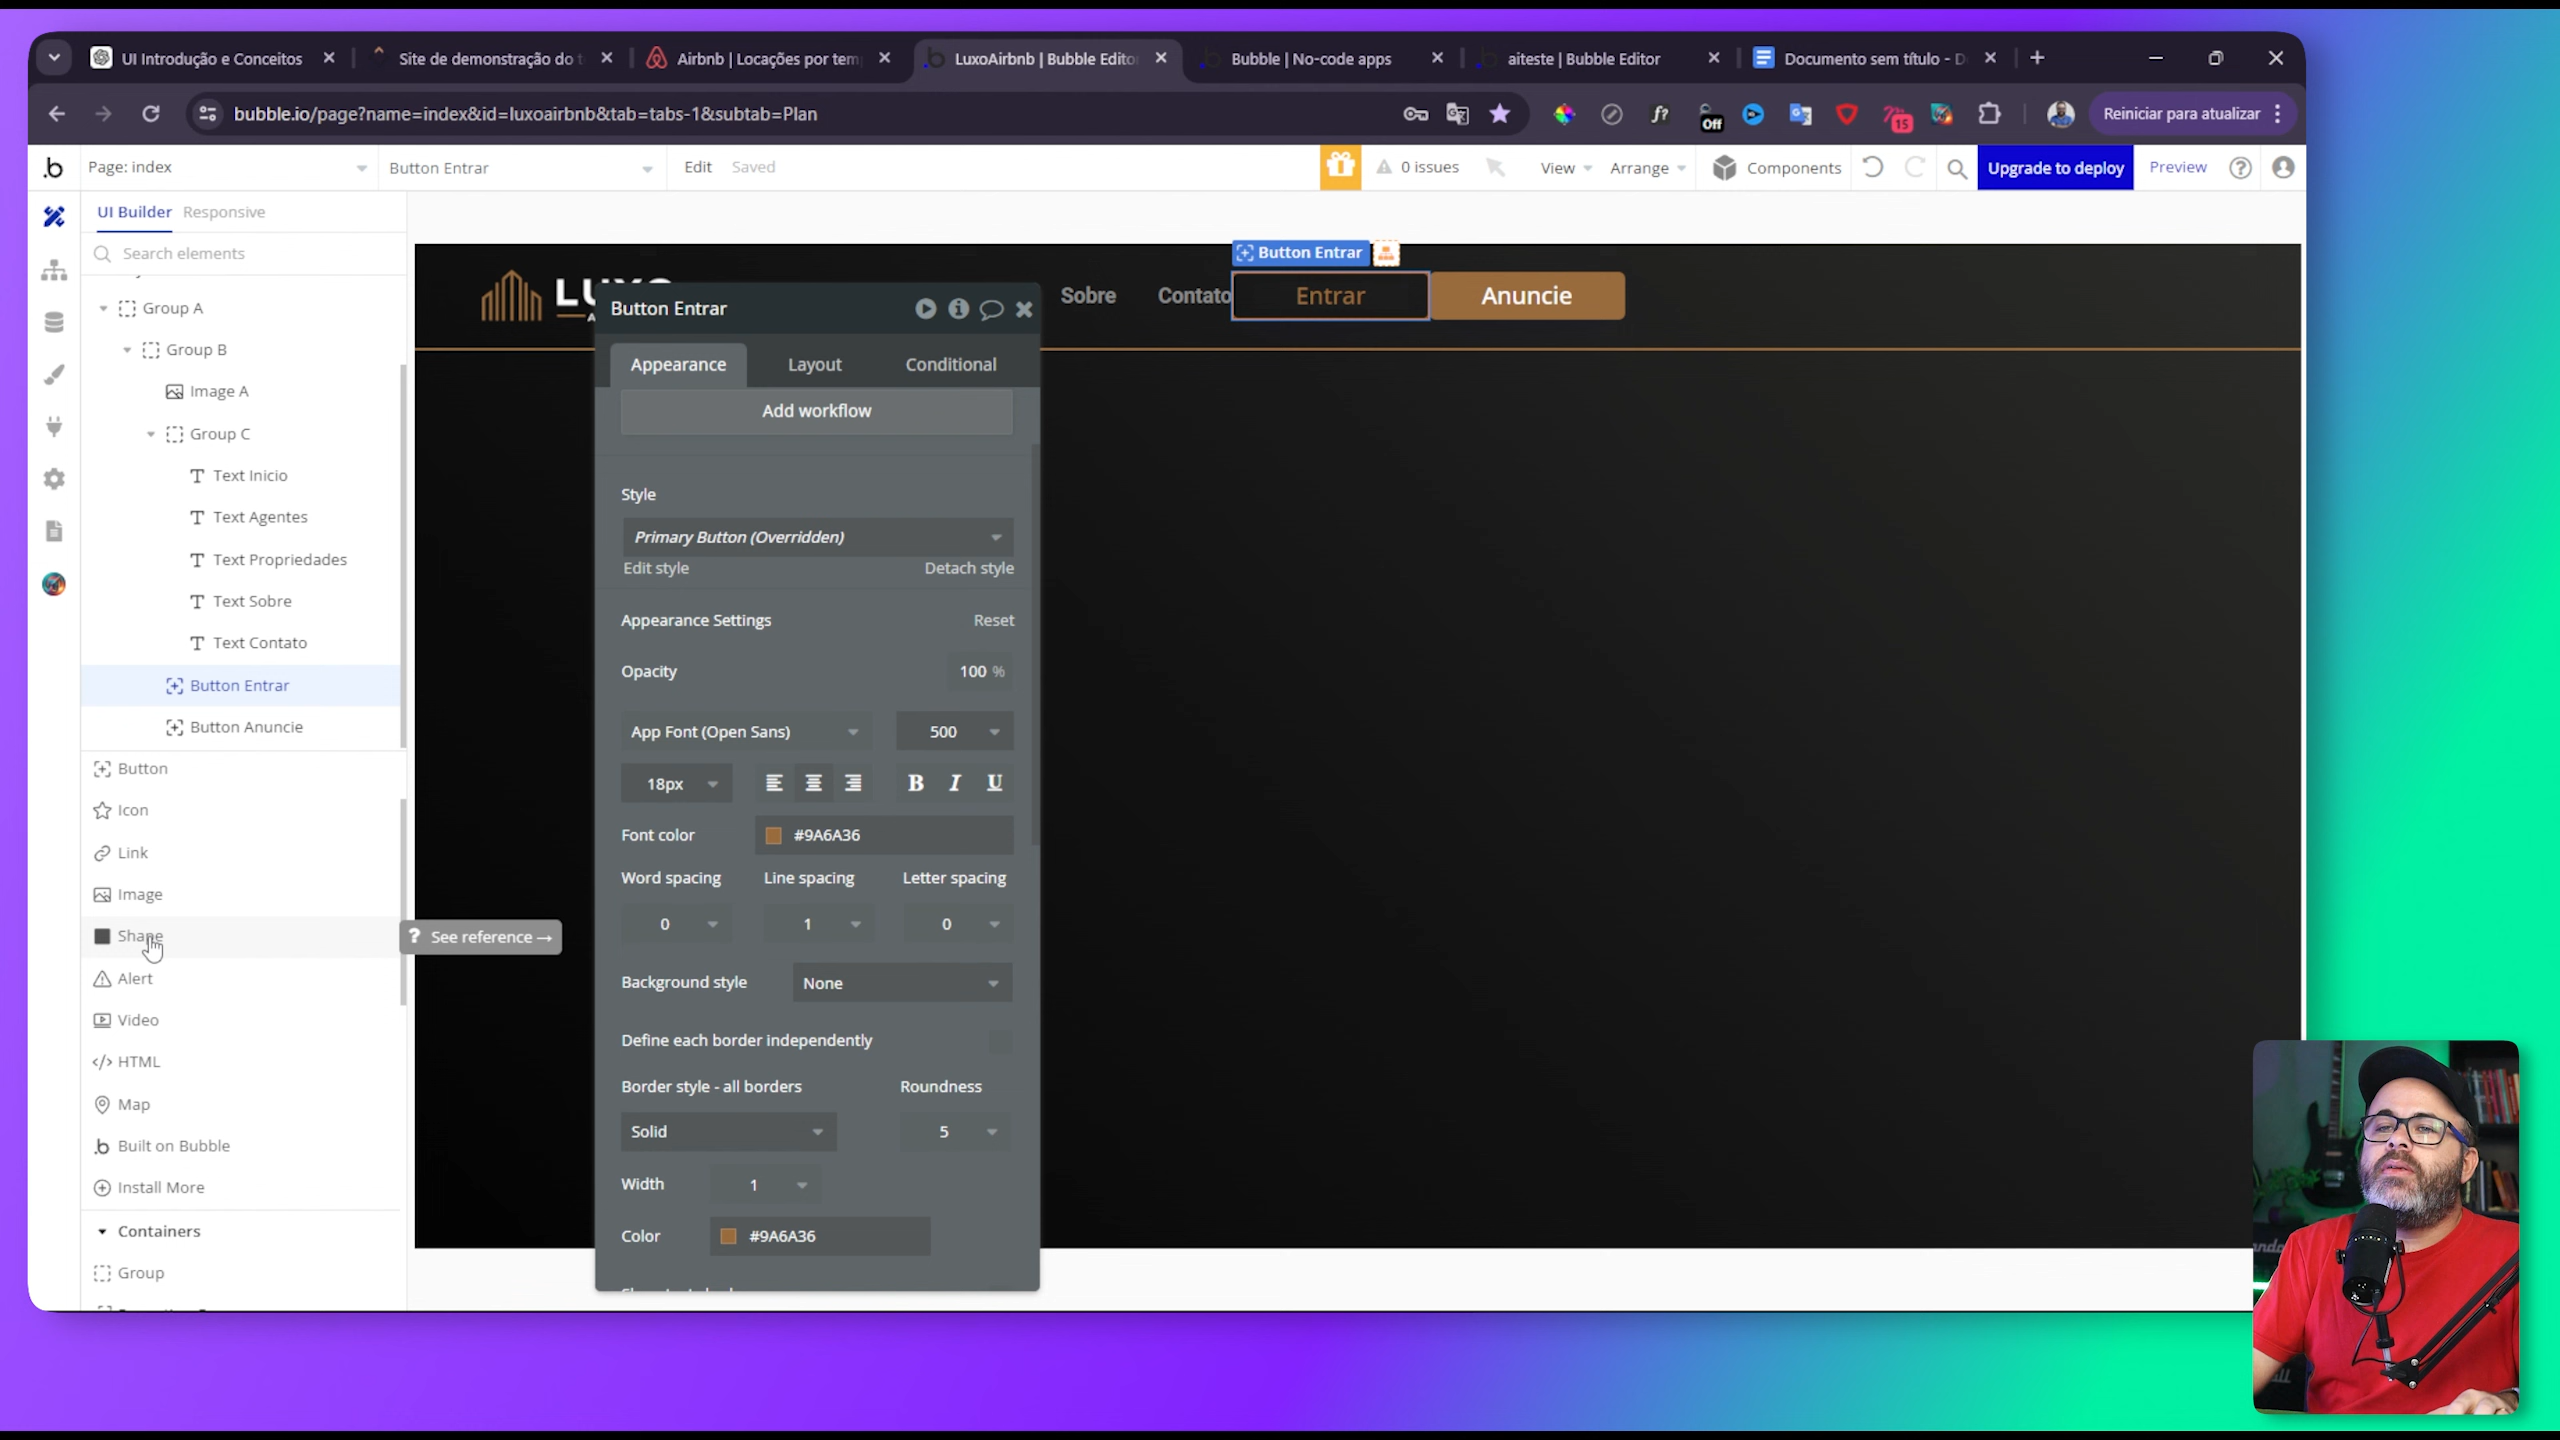 UI Introdução e Conceitos
Site de demonstração do t
Airbnb | Locações por tem
LuxoAirbnb | Bubble Edito
Bubble | No-code apps
aiteste | Bubble Editor
Documento sem título - D
bubble.io/page?name=index&id=luxoairbnb&tab=tabs-1&subtab=Plan
f?
Off
15
Reiniciar para atualizar
.b
Page: index
Button Entrar
Edit
Saved
0 issues
View
Arrange
Components
Upgrade to deploy
Preview
UI Builder
Responsive
Search elements
Group A
Group B
Image A
Group C
Text Inicio
Text Agentes
Text Propriedades
Text Sobre
Text Contato
Button Entrar
Button Anuncie
Button
Icon
Link
Image
Shape
Alert
Video
HTML
Map
Built on Bubble
Install More
Containers
Group
? See reference →
Button Entrar
Sobre
Contato
Entrar
Anuncie
Button Entrar
Appearance
Layout
Conditional
Add workflow
Style
Primary Button (Overridden)
Edit style
Detach style
Appearance Settings
Reset
Opacity
100 %
App Font (Open Sans)
500
18px
B I U
Font color
#9A6A36
Word spacing
Line spacing
Letter spacing
0
1
0
Background style
None
Define each border independently
Border style - all borders
Roundness
Solid
5
Width
1
Color
#9A6A36